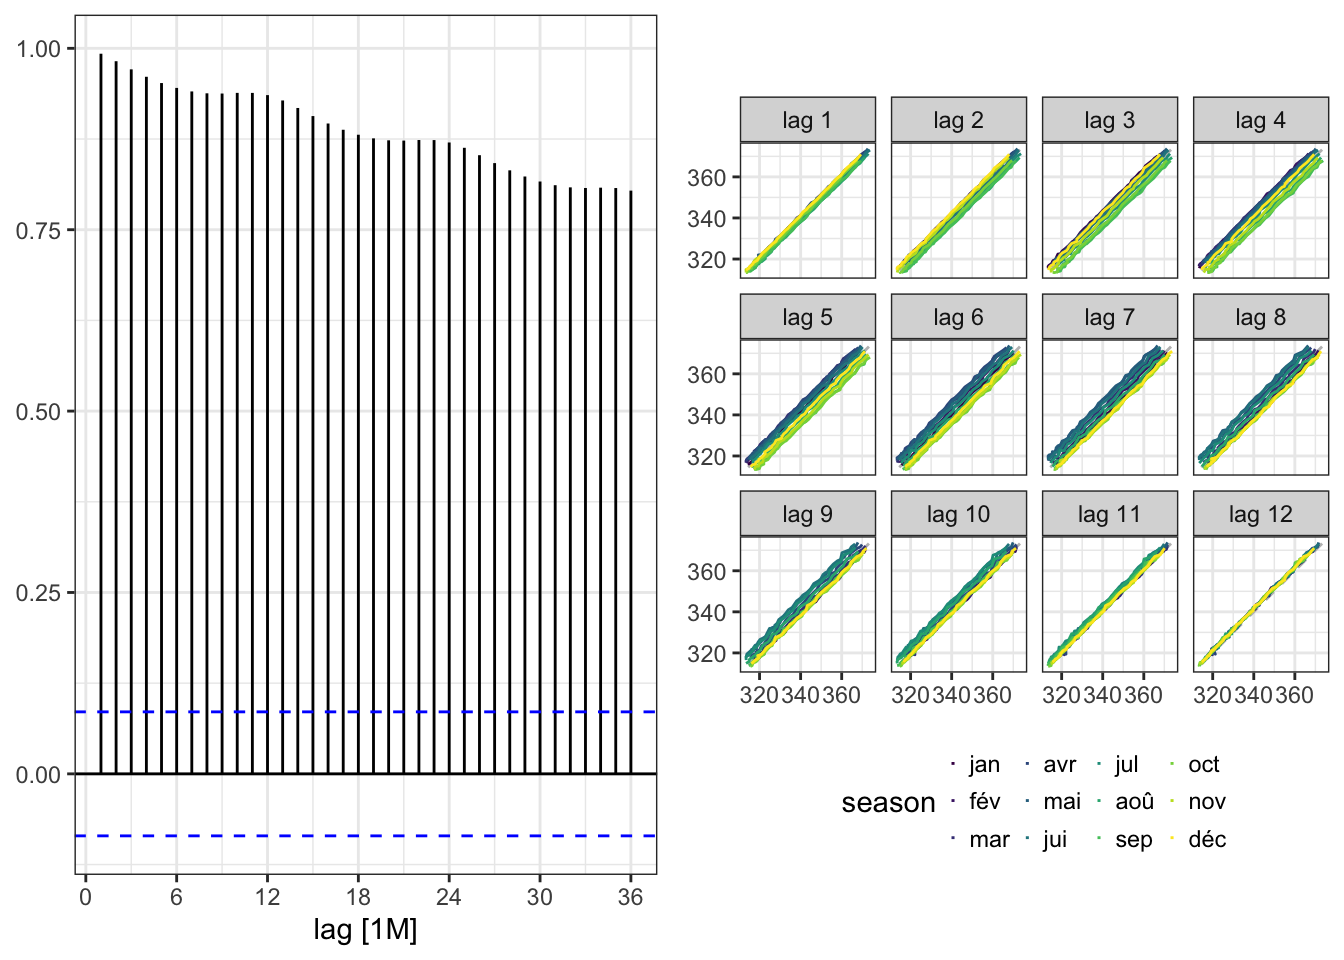 1.00
0.75
0.50
0.25
0.00
0 6 12 18 24 30 36
lag [1M]
lag 1 lag 2 lag 3 lag 4
360
340
320
lag 5 lag 6 lag 7 lag 8
360
340
320
lag 9 lag 10 lag 11 lag 12
360
340
320
320 340 360 320 340 360 320 340 360 320 340 360
season
jan avr jul oct
fév mai aoû nov
mar jui sep déc